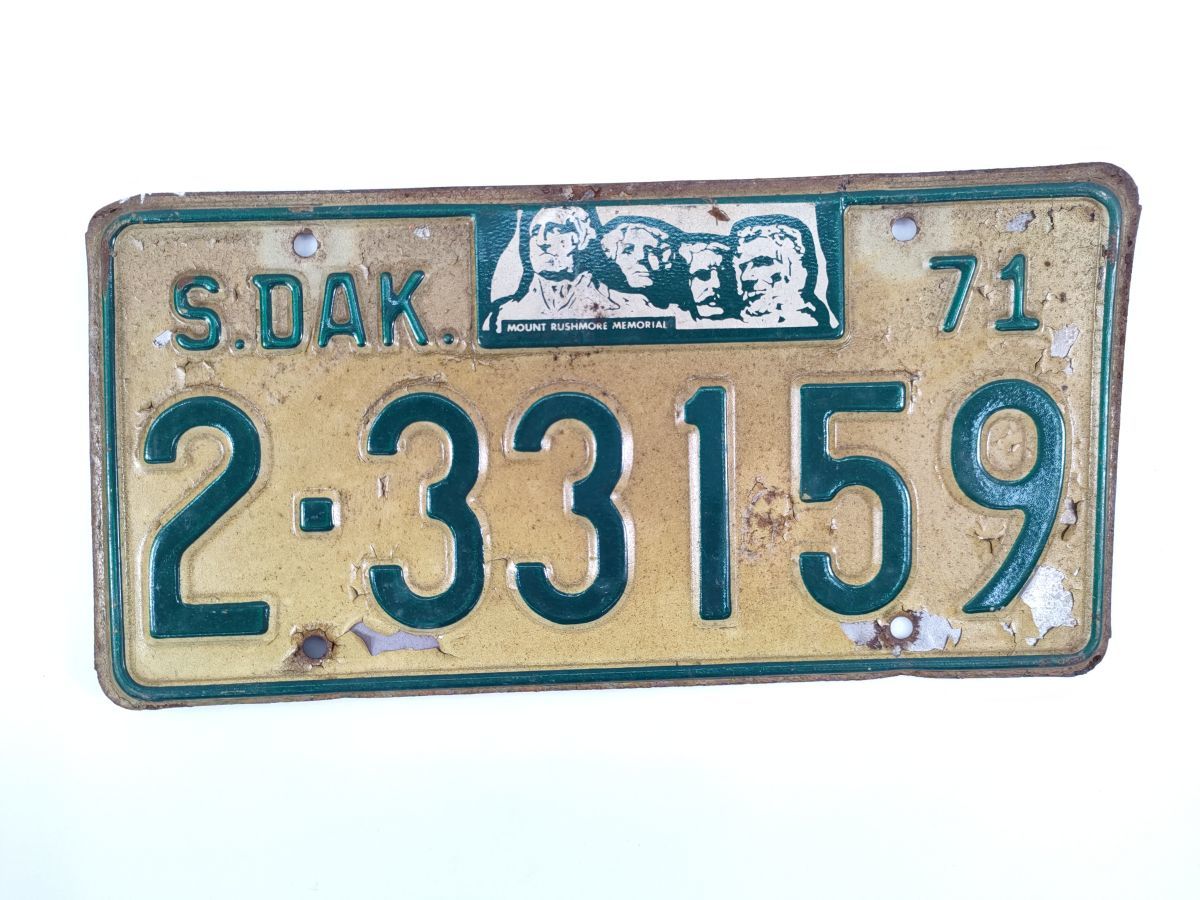 S.DAK. 71
MOUNT RUSHMORE MEMORIAL
2·33159